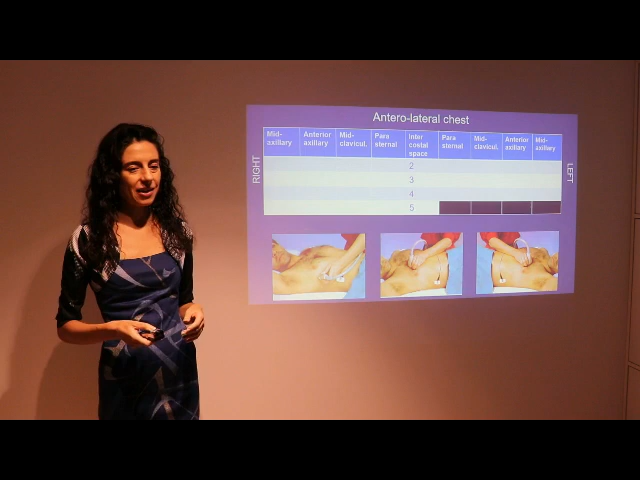 Antero-lateral chest
Mid-axillary
Anterior axillary
Mid-clavicul.
Para sternal
Inter costal space
Para sternal
Mid-clavicul.
Anterior axillary
Mid-axillary
RIGHT
2
3
4
5
LEFT